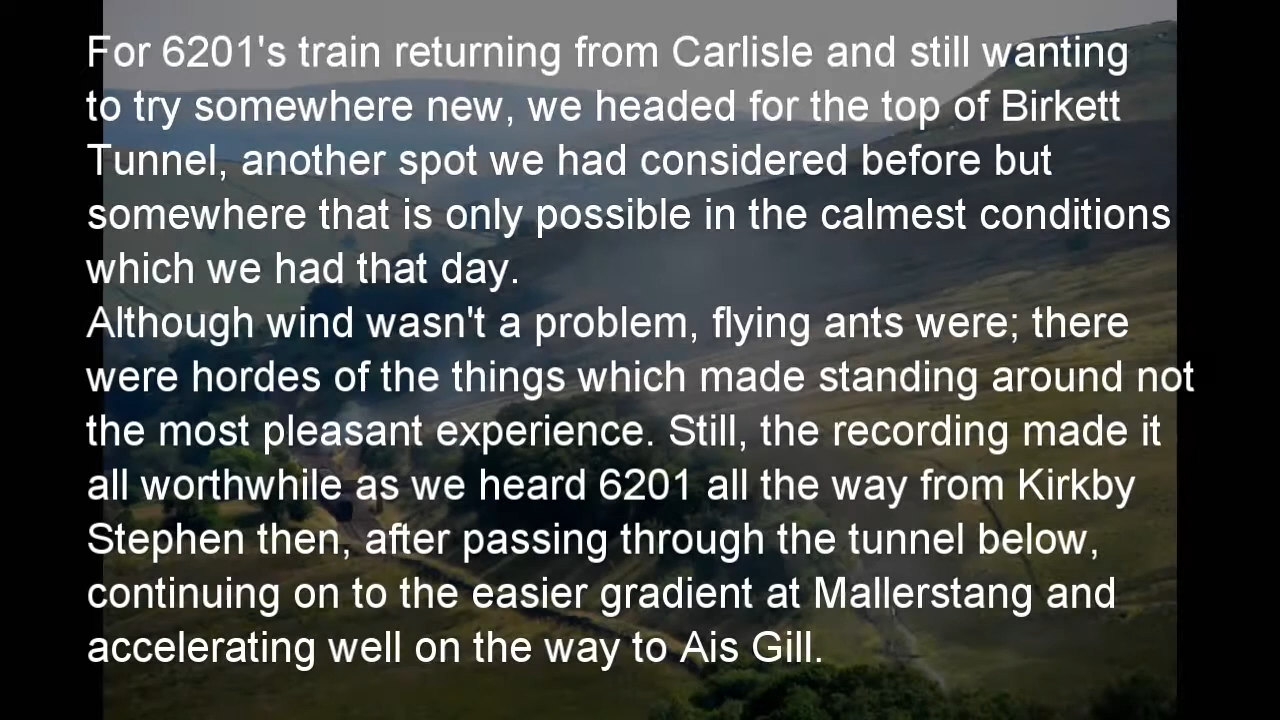 For 6201's train returning from Carlisle and still wanting
to try somewhere new, we headed for the top of Birkett
Tunnel, another spot we had considered before but
somewhere that is only possible in the calmest conditions
which we had that day.
Although wind wasn't a problem, flying ants were; there
were hordes of the things which made standing around not
the most pleasant experience. Still, the recording made it
all worthwhile as we heard 6201 all the way from Kirkby
Stephen then, after passing through the tunnel below,
continuing on to the easier gradient at Mallerstang and
accelerating well on the way to Ais Gill.